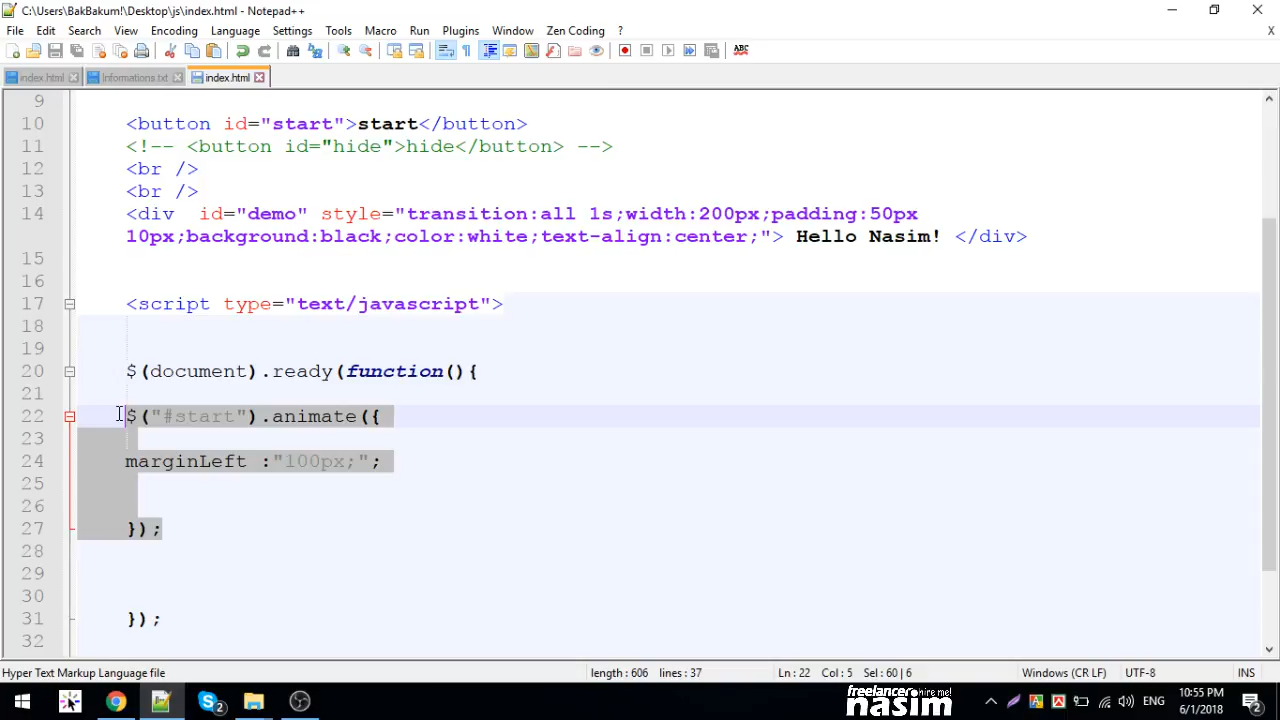 C:\Users\BakBakum!\Desktop\js\index.html - Notepad++
File Edit Search View Encoding Language Settings Tools Macro Run Plugins Window Zen Coding ? X
ABC
index.html Informations.txt index.html
9
10 <button id="start">start</button>
11 <!-- <button id="hide">hide</button> -->
12 <br />
13 <br />
14 <div  id="demo" style="transition:all 1s;width:200px;padding:50px
10px;background:black;color:white;text-align:center;"> Hello Nasim! </div>
15
16
17 <script type="text/javascript">
18
19
20 $(document).ready(function(){
21
22 $("#start").animate({
23
24 marginLeft :"100px;";
25
26
27 });
28
29
30
31 });
32
Hyper Text Markup Language file length : 606 lines : 37 Ln : 22 Col : 5 Sel : 60 | 6 Windows (CR LF) UTF-8 INS
freelancer hire me!
nasim
2 ENG 10:55 PM
6/1/2018 2